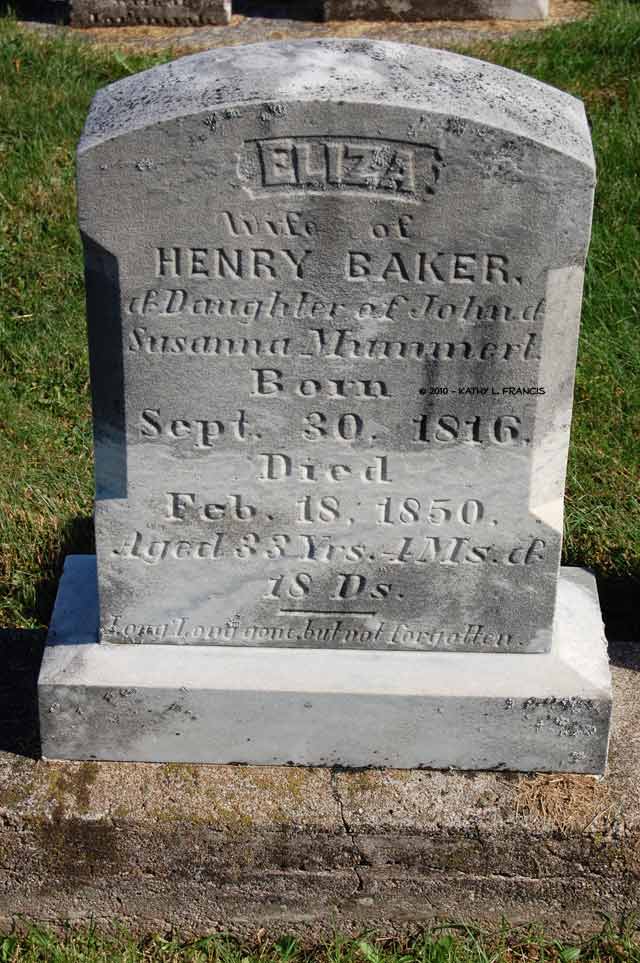 ELIZA
Wife of
HENRY BAKER,
& Daughter of John &
Susanna Mummert.
Born
© 2010 - KATHY L. FRANCIS
Sept. 30, 1816.
Died
Feb. 18, 1850.
Aged 33 Yrs. 4 Ms. &
18 Ds.
Long Long gone, but not forgotten.